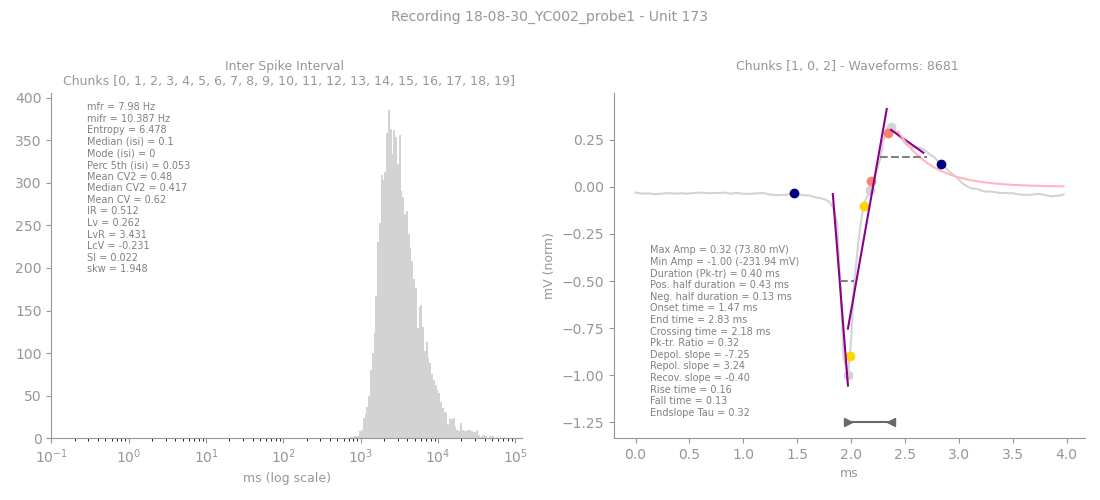 Recording 18-08-30_YC002_probe1 - Unit 173
Inter Spike Interval
Chunks [0, 1, 2, 3, 4, 5, 6, 7, 8, 9, 10, 11, 12, 13, 14, 15, 16, 17, 18, 19]
400
350
300
250
200
150
100
50
0
mfr = 7.98 Hz
mifr = 10.387 Hz
Entropy = 6.478
Median (isi) = 0.1
Mode (isi) = 0
Perc 5th (isi) = 0.053
Mean CV2 = 0.48
Median CV2 = 0.417
Mean CV = 0.62
IR = 0.512
Lv = 0.262
LvR = 3.431
LcV = -0.231
SI = 0.022
skw = 1.948
10⁻¹ 10⁰ 10¹ 10² 10³ 10⁴ 10⁵
ms (log scale)
Chunks [1, 0, 2] - Waveforms: 8681
mV (norm)
0.25
0.00
−0.25
−0.50
−0.75
−1.00
−1.25
Max Amp = 0.32 (73.80 mV)
Min Amp = -1.00 (-231.94 mV)
Duration (Pk-tr) = 0.40 ms
Pos. half duration = 0.43 ms
Neg. half duration = 0.13 ms
Onset time = 1.47 ms
End time = 2.83 ms
Crossing time = 2.18 ms
Pk-tr. Ratio = 0.32
Depol. slope = -7.25
Repol. slope = 3.24
Recov. slope = -0.40
Rise time = 0.16
Fall time = 0.13
Endslope Tau = 0.32
0.0 0.5 1.0 1.5 2.0 2.5 3.0 3.5 4.0
ms